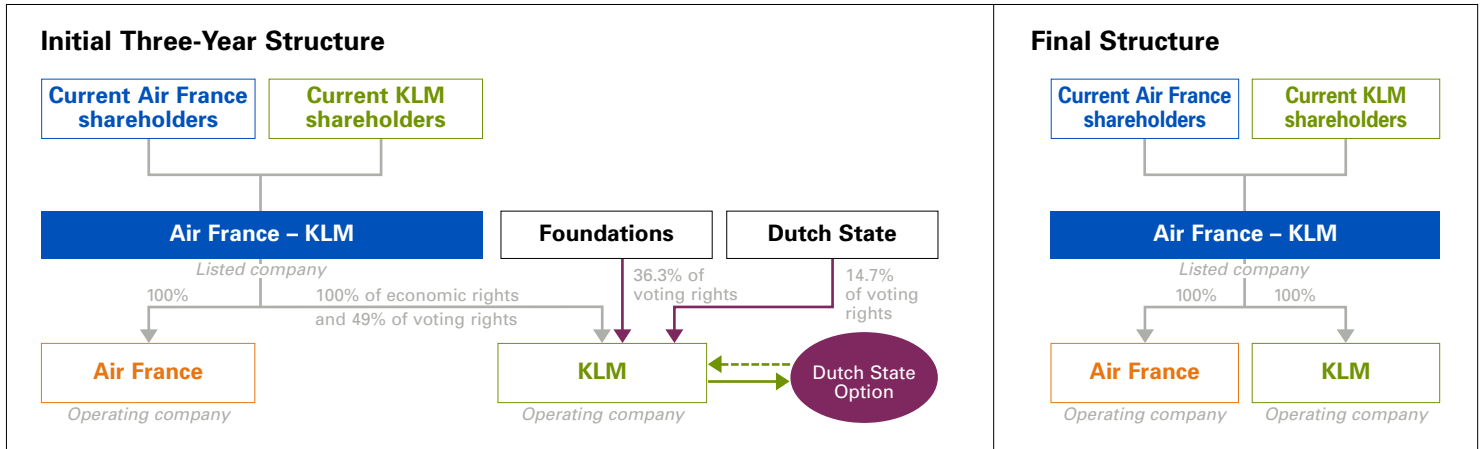 Initial Three-Year Structure
Current Air France
shareholders
Current KLM
shareholders
Air France – KLM
Listed company
Foundations
Dutch State
100%
100% of economic rights
and 49% of voting rights
36.3% of
voting rights
14.7%
of voting
rights
Air France
Operating company
KLM
Operating company
Dutch State
Option
Final Structure
Current Air France
shareholders
Current KLM
shareholders
Air France – KLM
Listed company
100%
100%
Air France
Operating company
KLM
Operating company